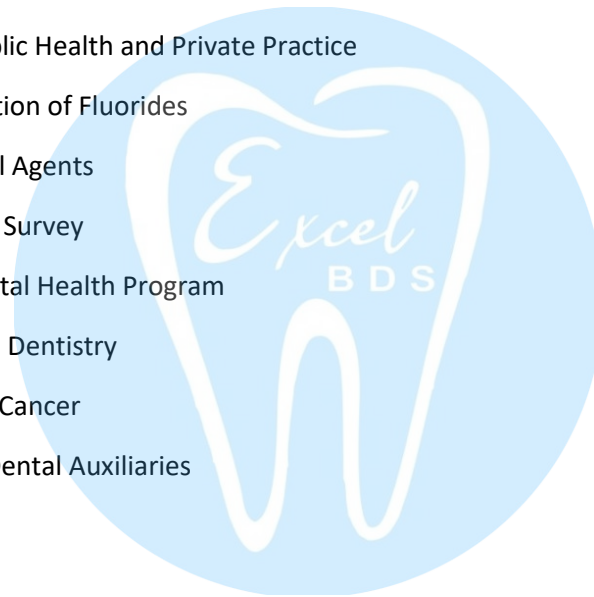 lic Health and Private Practice
tion of Fluorides
l Agents
Survey
tal Health Program
Dentistry
Cancer
ental Auxiliaries
Excel
BDS